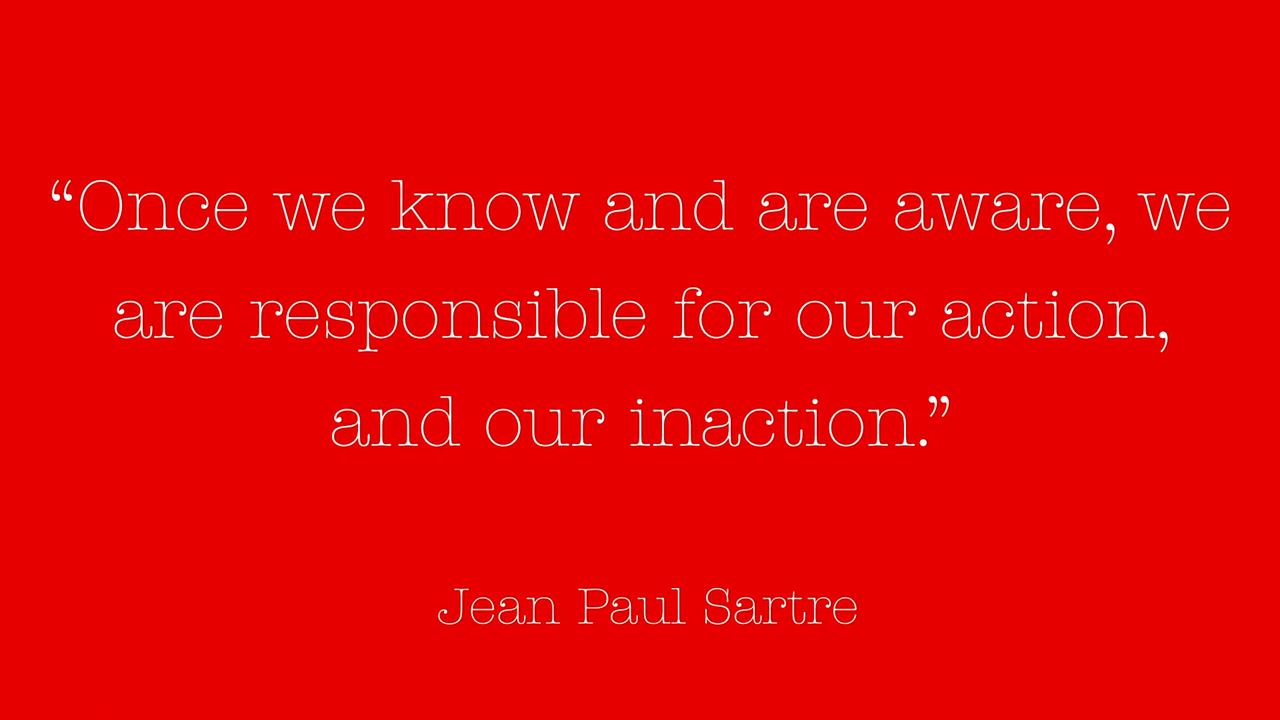 “Once we know and are aware, we
are responsible for our action,
and our inaction.”
Jean Paul Sartre